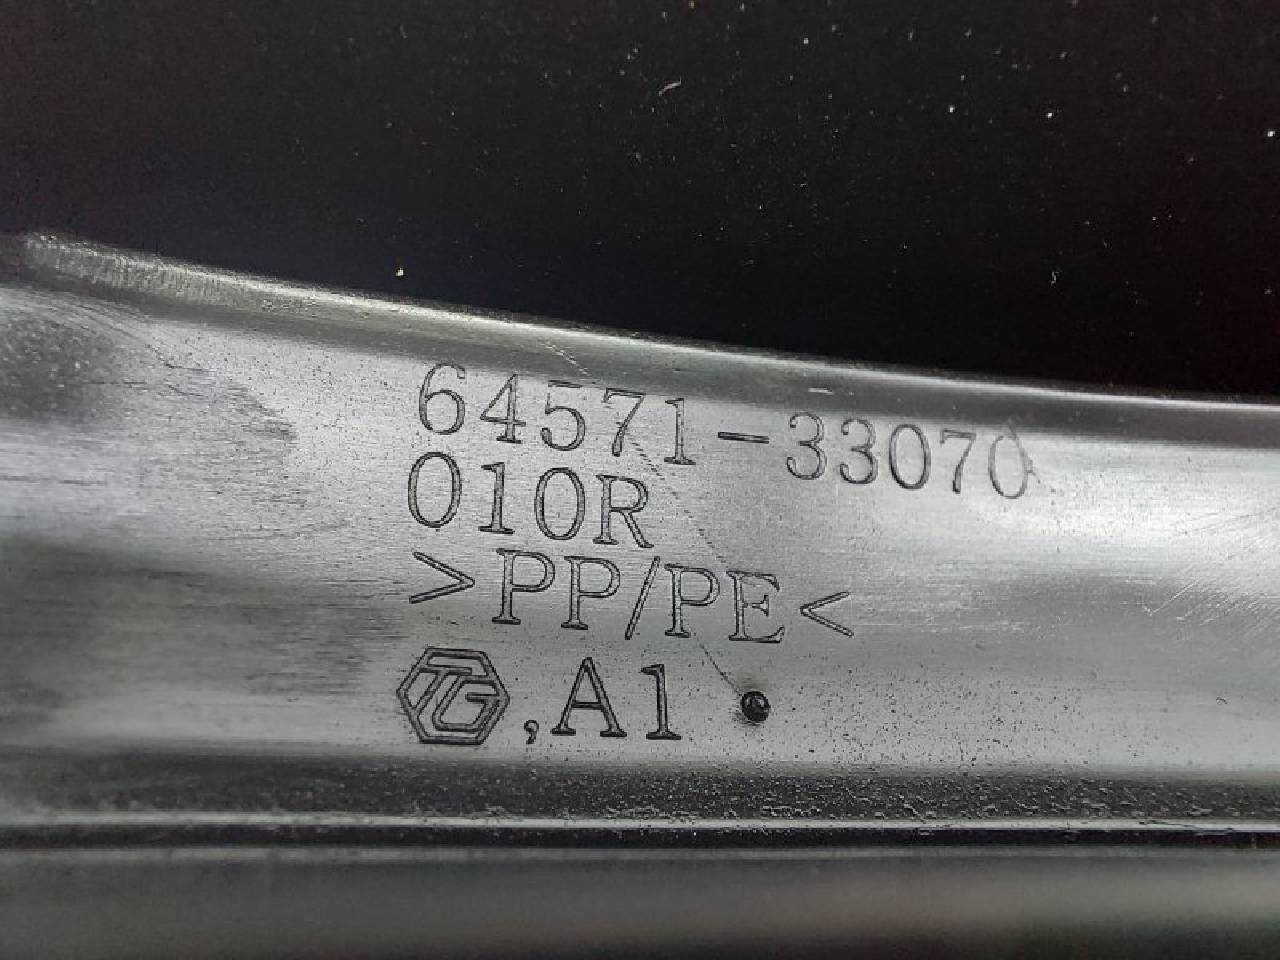 64571-33070
010R
>PP/PE<
TG,A1